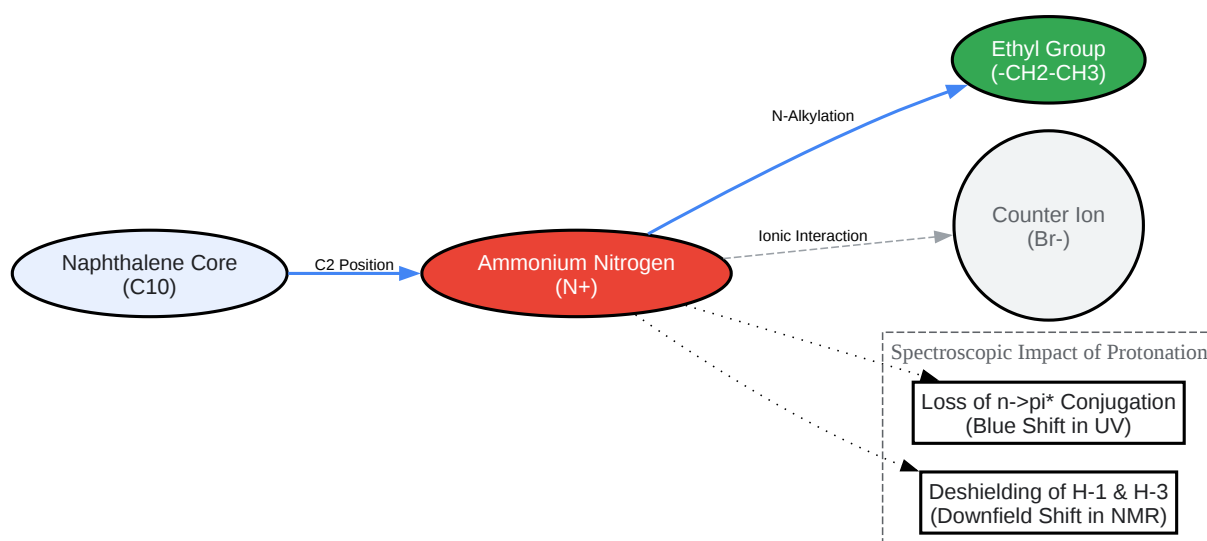 Ethyl Group
(-CH2-CH3)
N-Alkylation
Counter Ion
(Br-)
Ionic Interaction
Naphthalene Core
(C10)
C2 Position
Ammonium Nitrogen
(N+)
Spectroscopic Impact of Protonation
Loss of n->pi* Conjugation
(Blue Shift in UV)
Deshielding of H-1 & H-3
(Downfield Shift in NMR)